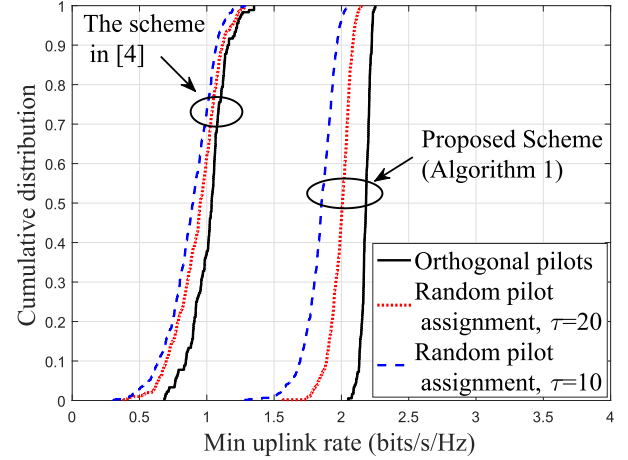 The scheme
in [4]
Proposed Scheme
(Algorithm 1)
Cumulative distribution
1
0.9
0.8
0.7
0.6
0.5
0.4
0.3
0.2
0.1
0
0 0.5 1 1.5 2 2.5 3 3.5 4
Min uplink rate (bits/s/Hz)
Orthogonal pilots
Random pilot
assignment, τ=20
Random pilot
assignment, τ=10